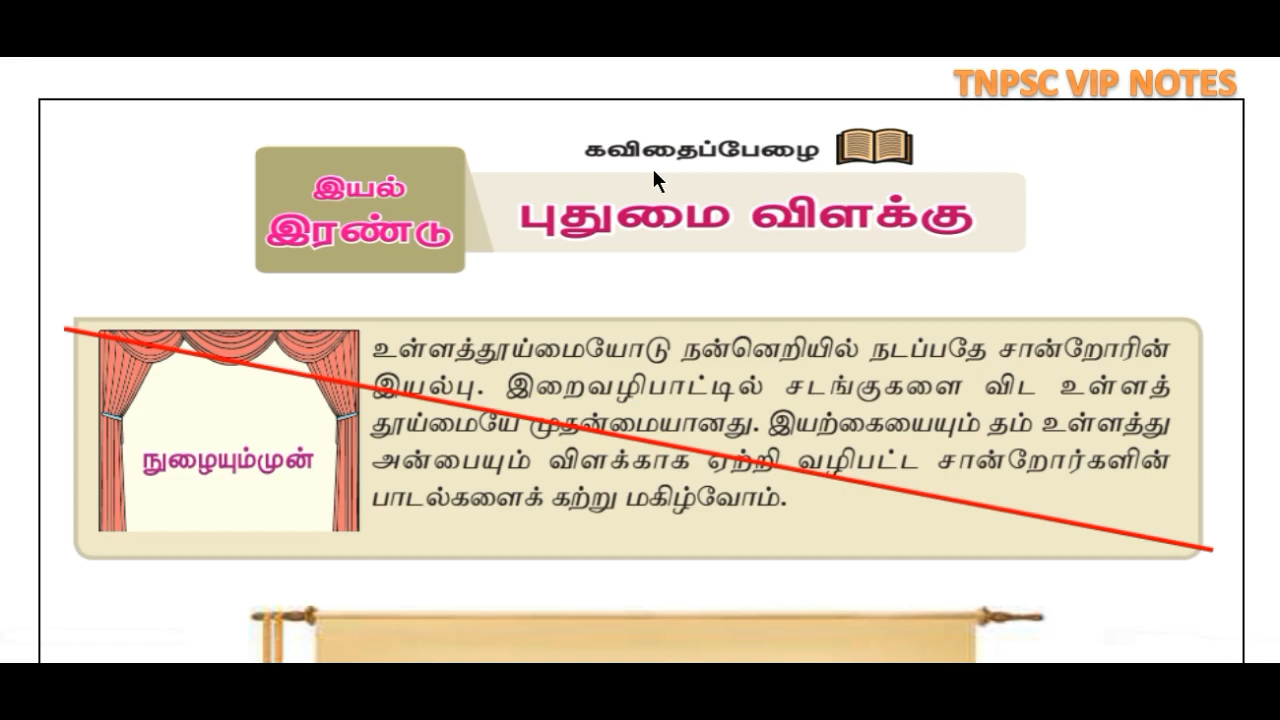 TNPSC VIP NOTES
கவிதைப்பேழை
இயல்
இரண்டு
புதுமை விளக்கு
உள்ளத்தூய்மையோடு நன்னெறியில் நடப்பதே சான்றோரின்
இயல்பு. இறைவழிபாட்டில் சடங்குகளை விட உள்ளத்
தூய்மையே முதன்மையானது. இயற்கையையும் தம் உள்ளத்து
அன்பையும் விளக்காக ஏற்றி வழிபட்ட சான்றோர்களின்
பாடல்களைக் கற்று மகிழ்வோம்.
நுழையும்முன்